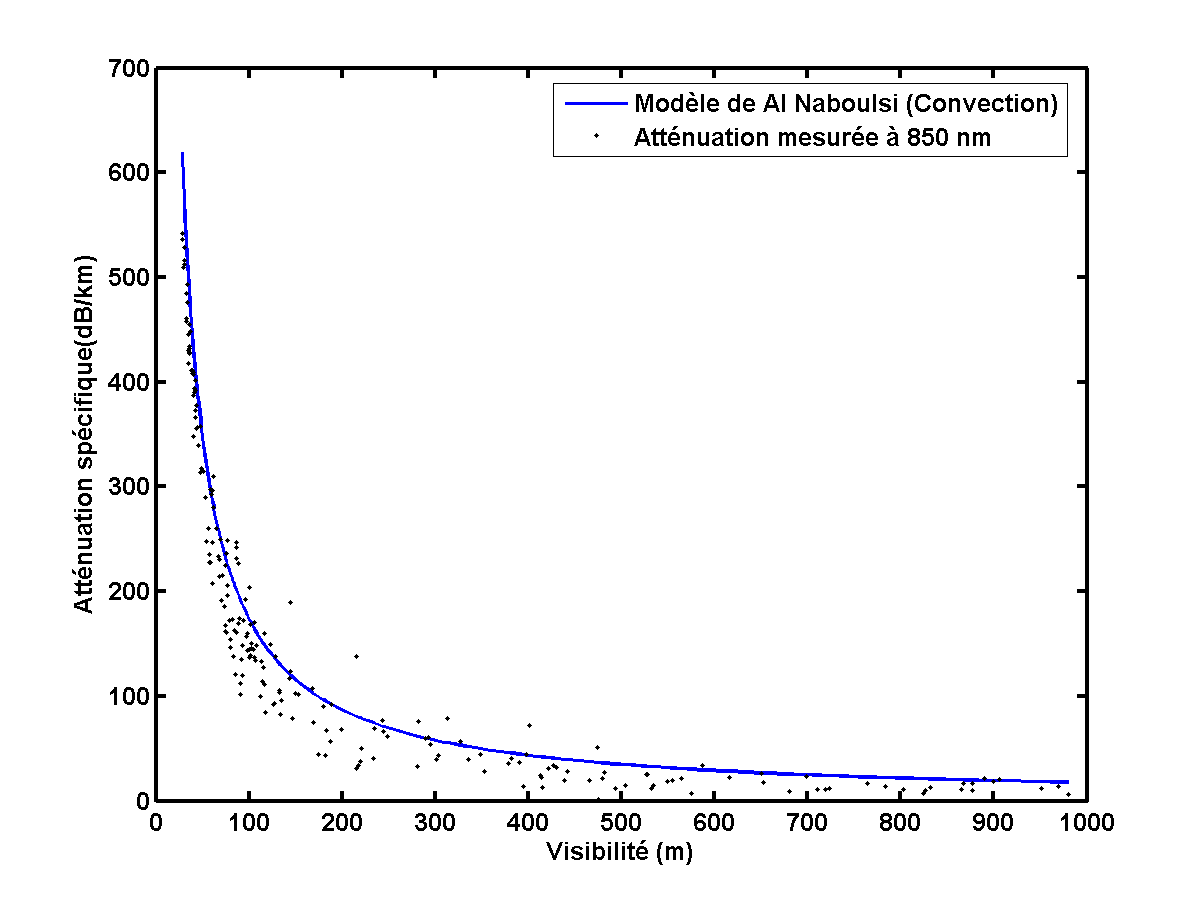 700
600
500
400
300
200
100
0
Atténuation spécifique(dB/km)
Modèle de Al Naboulsi (Convection)
Atténuation mesurée à 850 nm
0 100 200 300 400 500 600 700 800 900 1000
Visibilité (m)